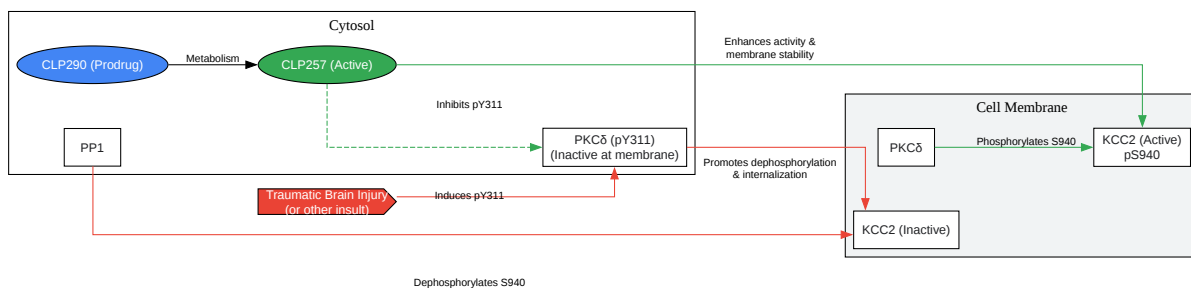 Cytosol
CLP290 (Prodrug)
Metabolism
CLP257 (Active)
Enhances activity &
membrane stability
Inhibits pY311
Cell Membrane
PP1
PKCδ (pY311)
(Inactive at membrane)
PKCδ
Phosphorylates S940
KCC2 (Active)
pS940
Promotes dephosphorylation
& internalization
Traumatic Brain Injury
(or other insult)
Induces pY311
KCC2 (Inactive)
Dephosphorylates S940